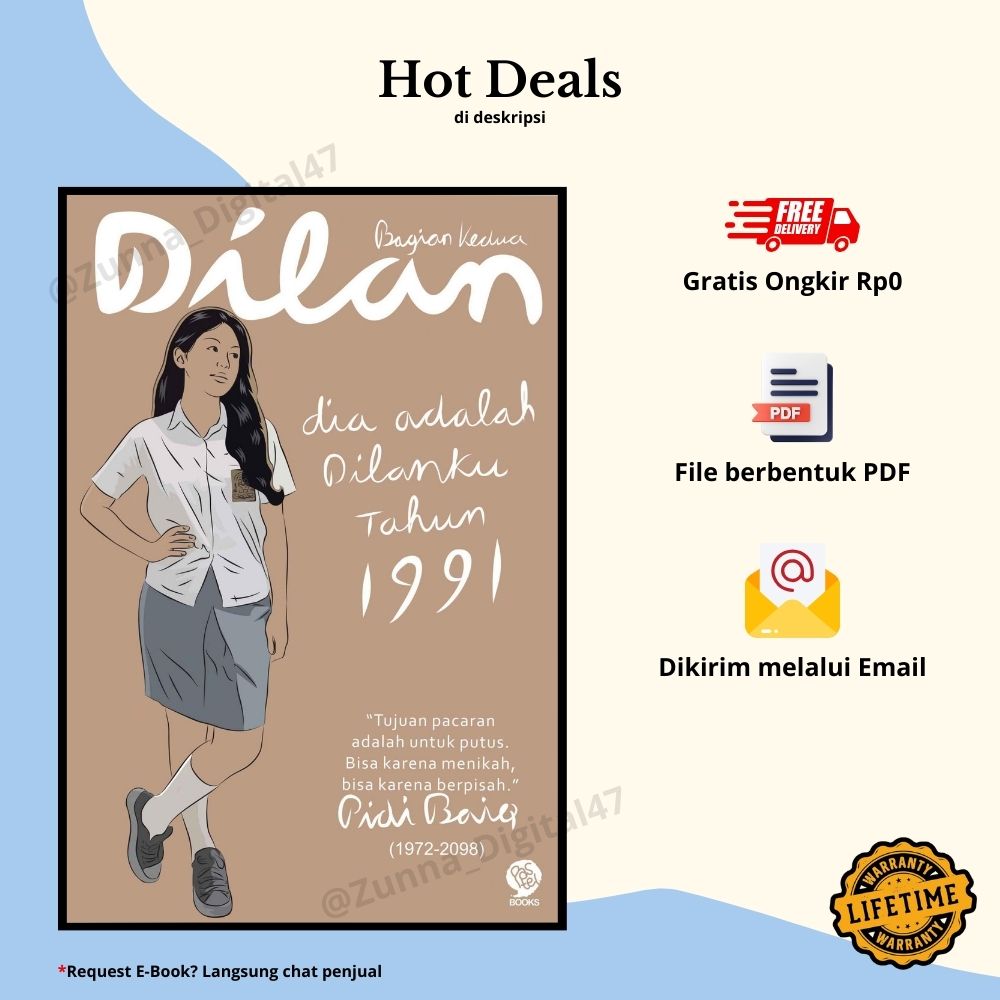 Hot Deals
di deskripsi
@Zunna_Digital47
Dilan
Bagian Kedua
dia adalah
Dilanku
Tahun
1991
“Tujuan pacaran
adalah untuk putus.
Bisa karena menikah,
bisa karena berpisah.”
Pidi Baiq
(1972-2098)
Pastel
BOOKS
@Zunna_Digital47
FREE
DELIVERY
Gratis Ongkir Rp0
PDF
File berbentuk PDF
@
Dikirim melalui Email
WARRANTY
LIFETIME
WARRANTY
*Request E-Book? Langsung chat penjual